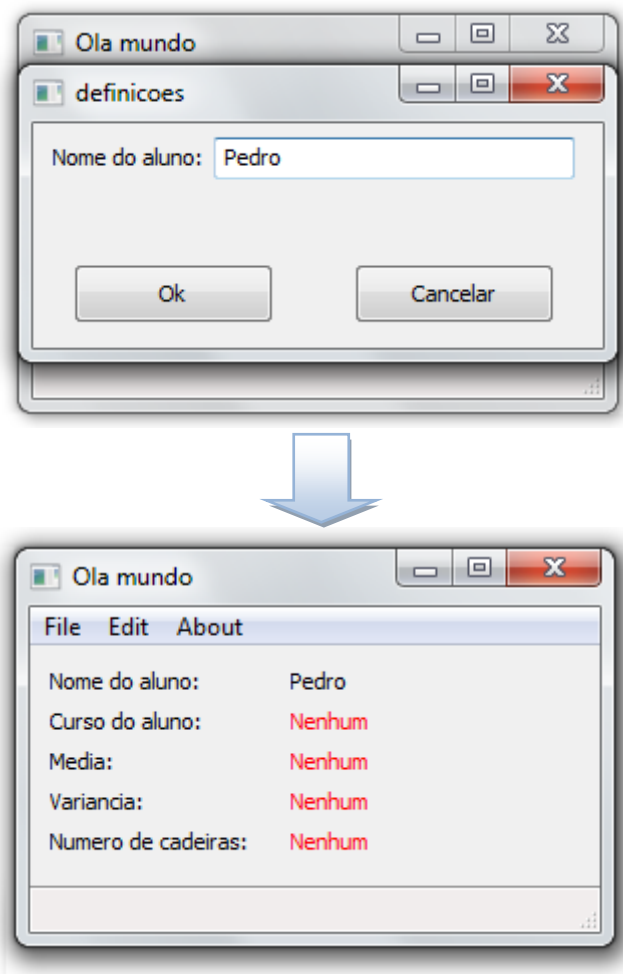 Ola mundo
definicoes
Nome do aluno: Pedro
Ok Cancelar
Ola mundo
File Edit About
Nome do aluno: Pedro
Curso do aluno: Nenhum
Media: Nenhum
Variancia: Nenhum
Numero de cadeiras: Nenhum